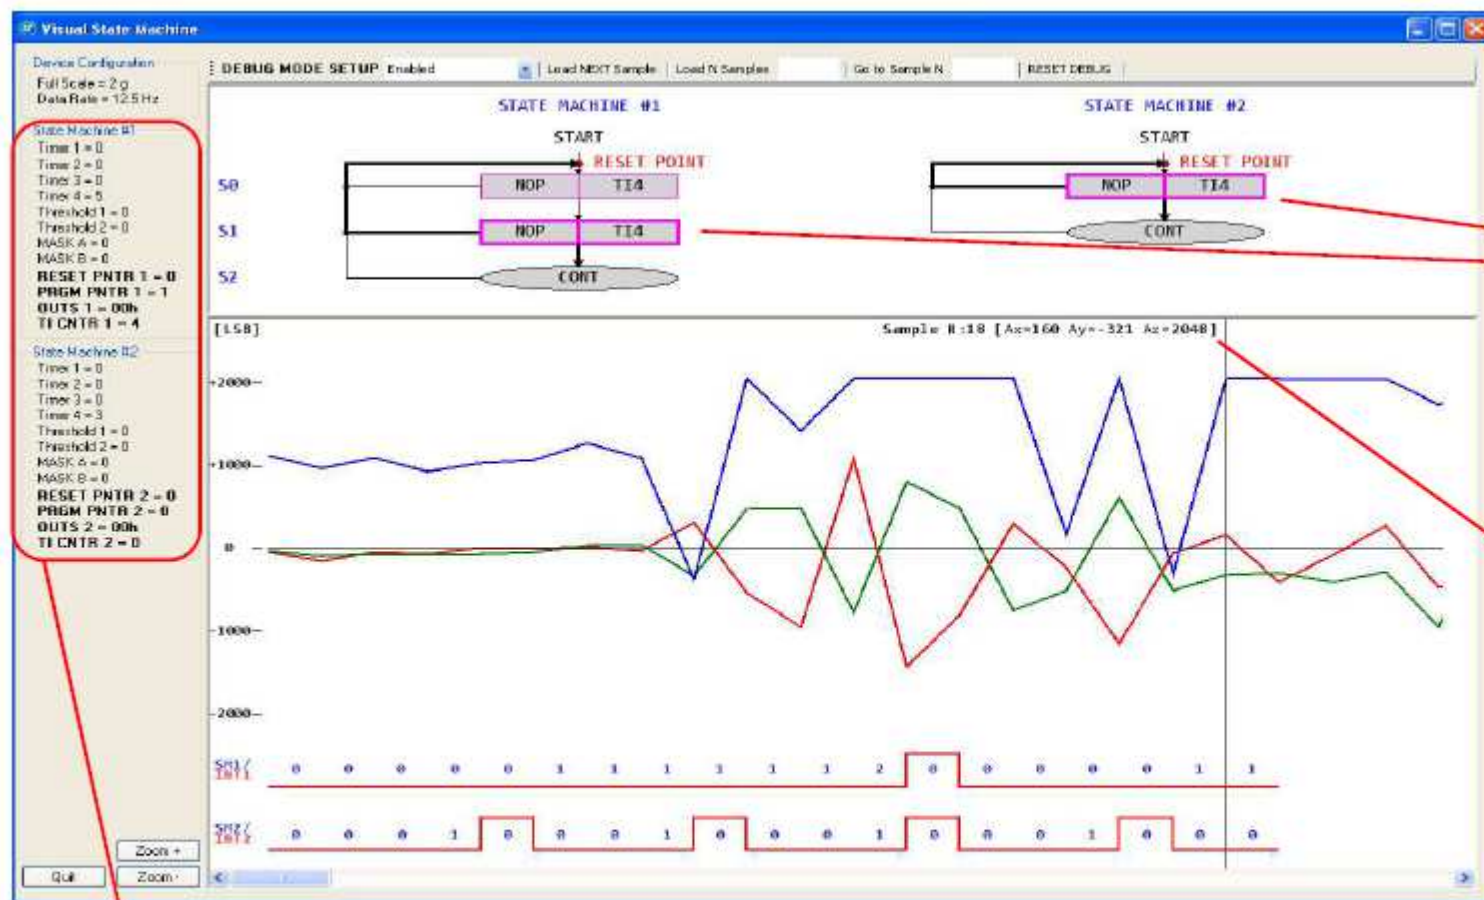 Visual State Machine
Device Configuration
Full Scale = 2 g
Data Rate = 12.5 Hz
DEBUG MODE SETUP Enabled
Load NEXT Sample
Load N Samples
Go to Sample N
RESET DEBUG
State Machine #1
Timer 1 = 0
Timer 2 = 0
Timer 3 = 0
Timer 4 = 5
Threshold 1 = 0
Threshold 2 = 0
MASK A = 0
MASK B = 0
RESET PNTR 1 = 0
PRGM PNTR 1 = 1
OUTS 1 = 00h
TI CNTR 1 = 4
State Machine #2
Timer 1 = 0
Timer 2 = 0
Timer 3 = 0
Timer 4 = 3
Threshold 1 = 0
Threshold 2 = 0
MASK A = 0
MASK B = 0
RESET PNTR 2 = 0
PRGM PNTR 2 = 0
OUTS 2 = 00h
TI CNTR 2 = 0
STATE MACHINE #1
START
RESET POINT
S0 NOP TI4
S1 NOP TI4
S2 CONT
STATE MACHINE #2
START
RESET POINT
NOP TI4
CONT
[LSB]
Sample #:18 [Ax=160 Ay=-321 Az=2048]
+2000
+1000
0
-1000
-2000
SM1/
INT1
0 0 0 0 0 1 1 1 1 1 1 2 0 0 0 0 0 1 1
SM2/
INT2
0 0 0 1 0 0 0 1 0 0 0 1 0 0 0 1 0 0 0
Zoom +
Quit
Zoom -